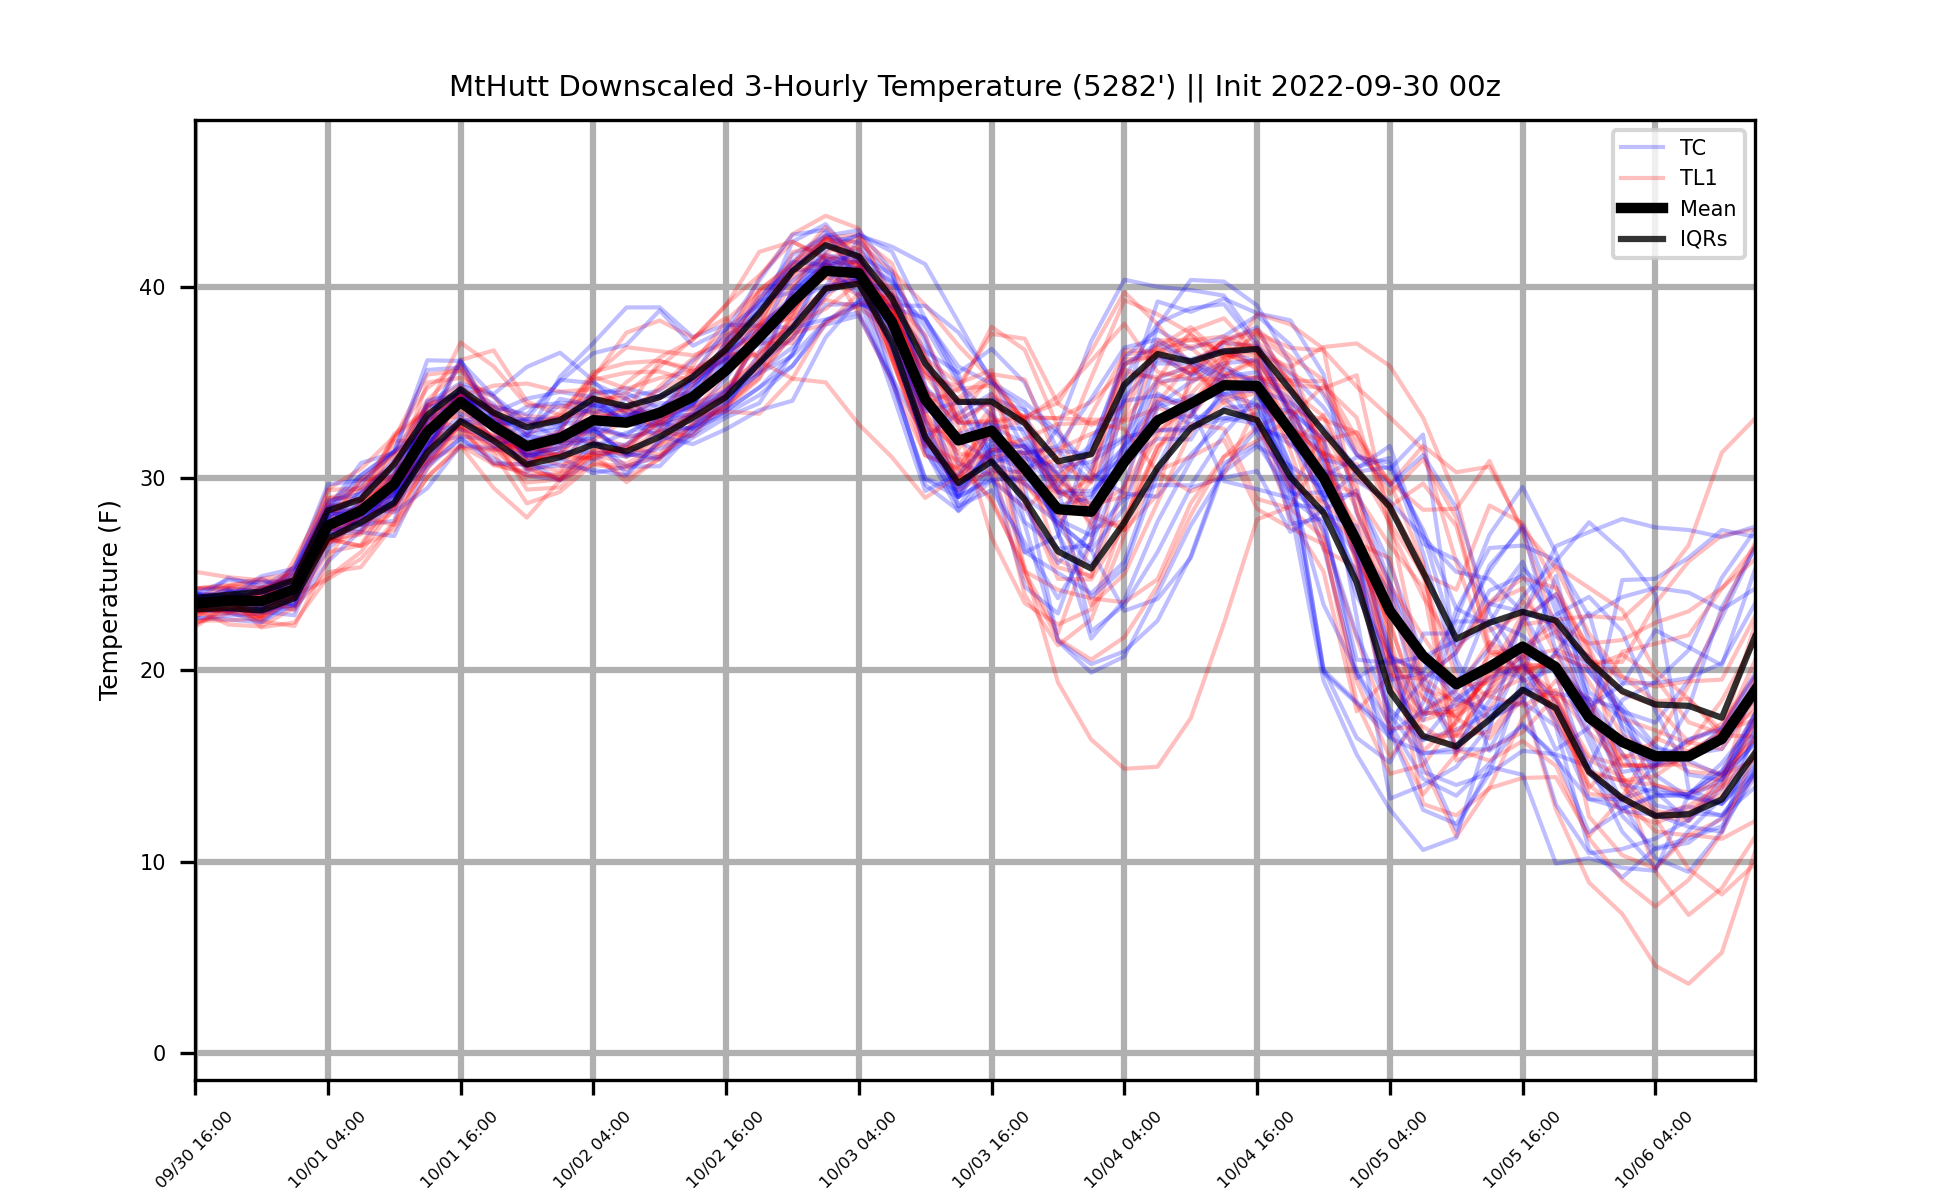 MtHutt Downscaled 3-Hourly Temperature (5282') || Init 2022-09-30 00z
TC
TL1
Mean
IQRs
Temperature (F)
40
30
20
10
0
09/30 16:00
10/01 04:00
10/01 16:00
10/02 04:00
10/02 16:00
10/03 04:00
10/03 16:00
10/04 04:00
10/04 16:00
10/05 04:00
10/05 16:00
10/06 04:00